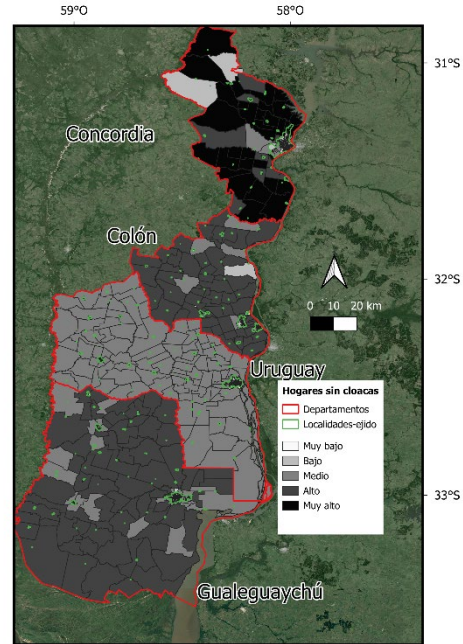 59°O 58°O
31°S
Concordia
Colón
32°S
0 10 20 km
Uruguay
Hogares sin cloacas
Departamentos
Localidades-ejido
Muy bajo
Bajo
Medio
Alto
Muy alto
33°S
Gualeguaychú